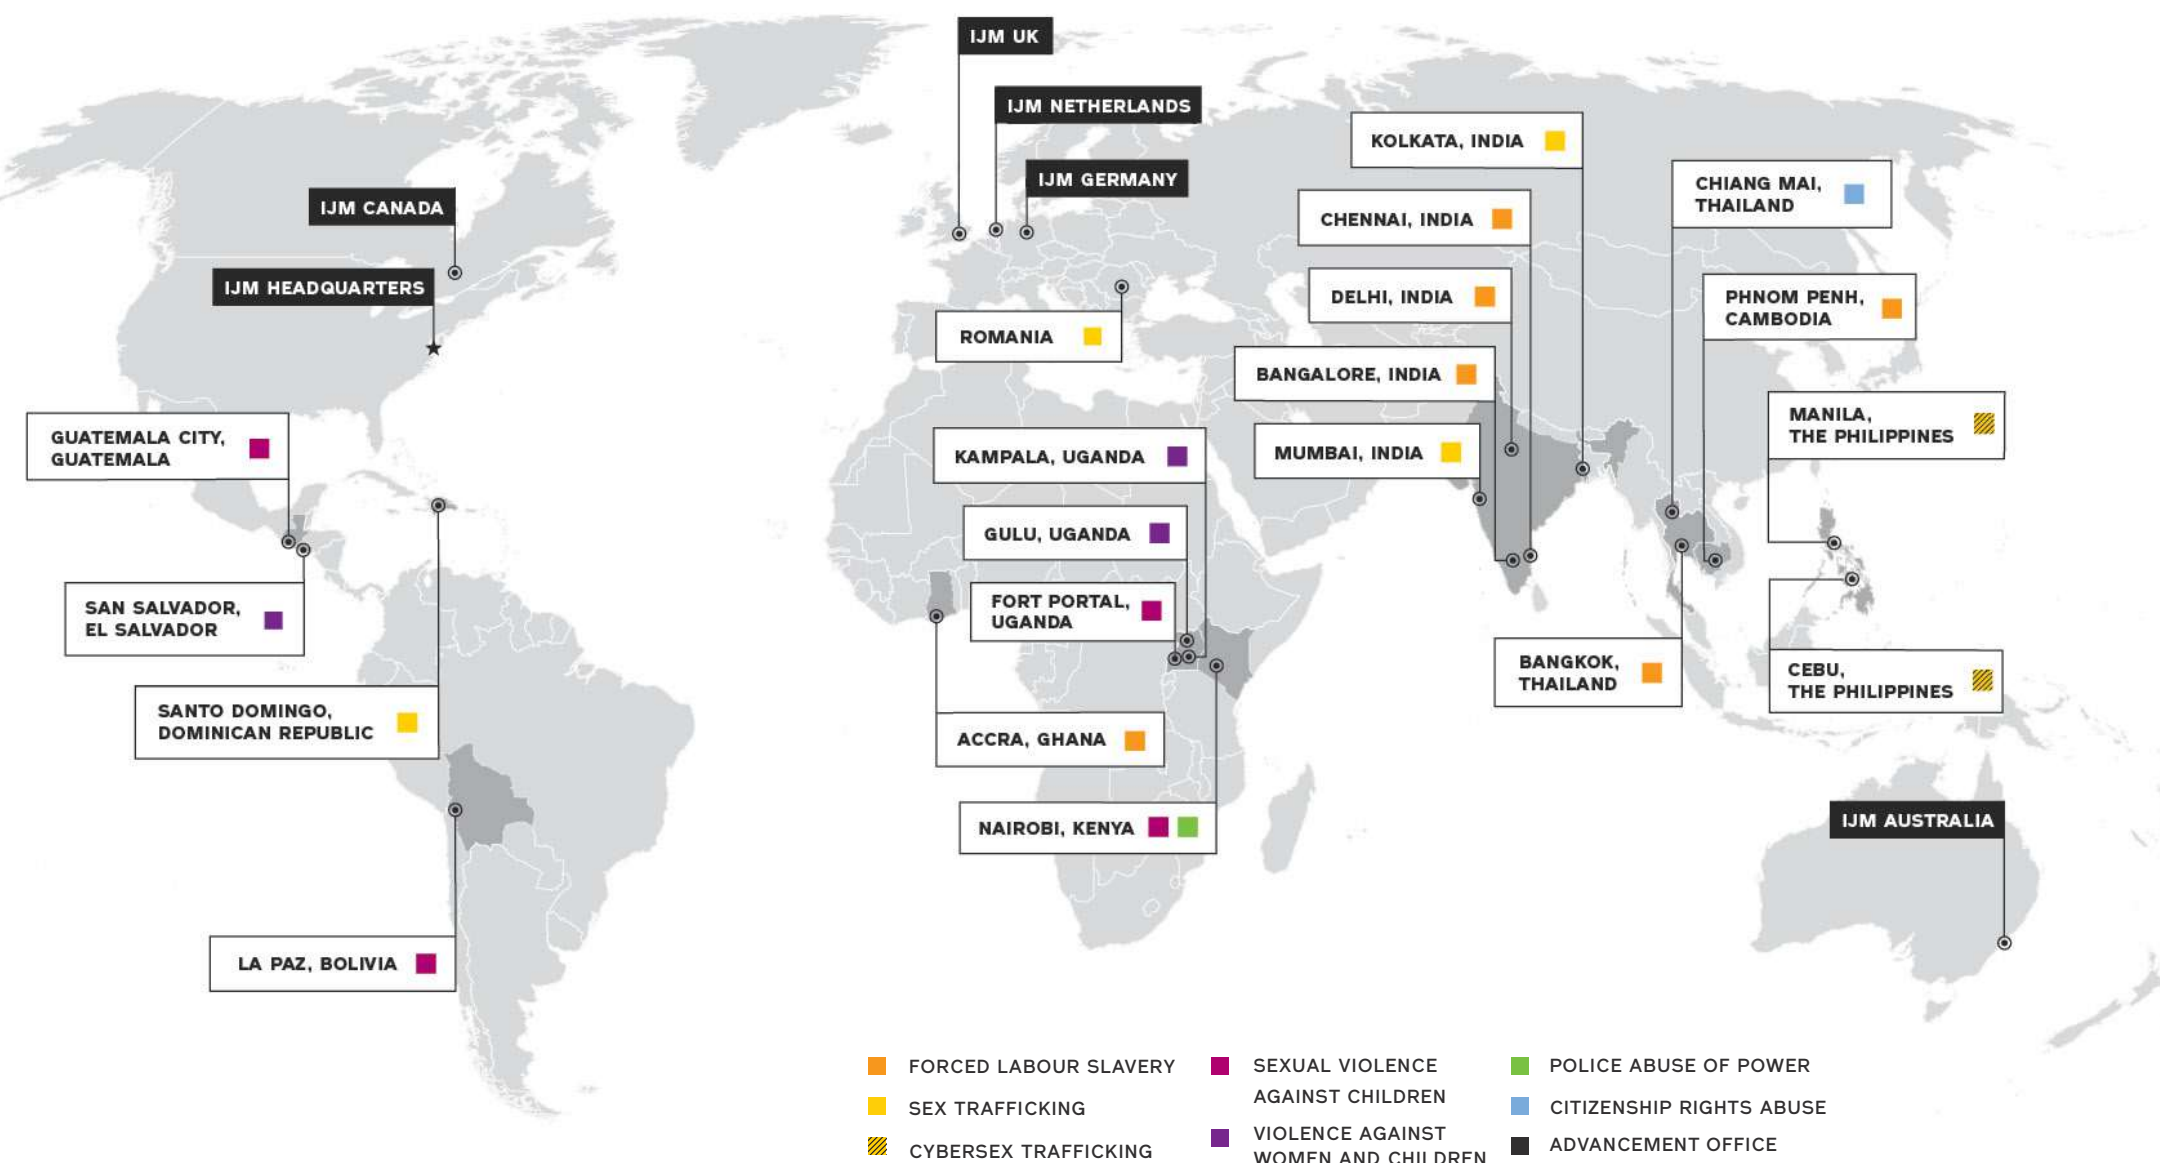 IJM UK
IJM NETHERLANDS
IJM GERMANY
IJM CANADA
IJM HEADQUARTERS
KOLKATA, INDIA
CHIANG MAI,
THAILAND
CHENNAI, INDIA
DELHI, INDIA
PHNOM PENH,
CAMBODIA
ROMANIA
BANGALORE, INDIA
MANILA,
THE PHILIPPINES
GUATEMALA CITY,
GUATEMALA
KAMPALA, UGANDA
MUMBAI, INDIA
GULU, UGANDA
SAN SALVADOR,
EL SALVADOR
FORT PORTAL,
UGANDA
BANGKOK,
THAILAND
CEBU,
THE PHILIPPINES
SANTO DOMINGO,
DOMINICAN REPUBLIC
ACCRA, GHANA
NAIROBI, KENYA
IJM AUSTRALIA
LA PAZ, BOLIVIA
FORCED LABOUR SLAVERY
SEX TRAFFICKING
CYBERSEX TRAFFICKING
SEXUAL VIOLENCE
AGAINST CHILDREN
VIOLENCE AGAINST
WOMEN AND CHILDREN
POLICE ABUSE OF POWER
CITIZENSHIP RIGHTS ABUSE
ADVANCEMENT OFFICE